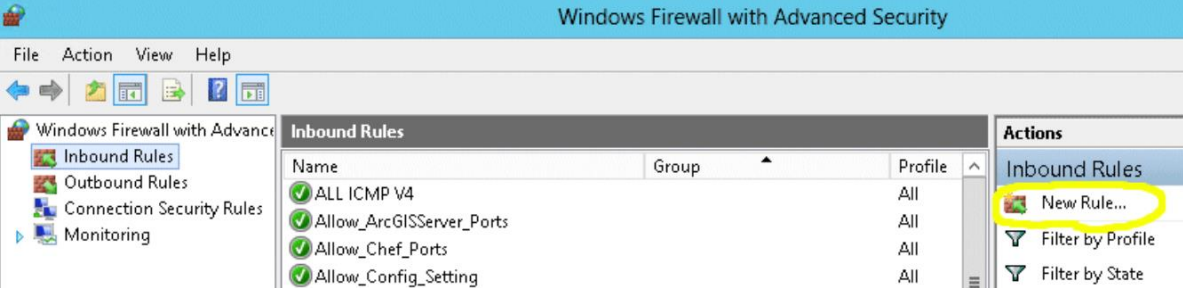 Windows Firewall with Advanced Security
File Action View Help
Windows Firewall with Advance
Inbound Rules
Outbound Rules
Connection Security Rules
Monitoring
Inbound Rules
Name Group Profile
ALL ICMP V4 All
Allow_ArcGISServer_Ports All
Allow_Chef_Ports All
Allow_Config_Setting All
Actions
Inbound Rules
New Rule...
Filter by Profile
Filter by State